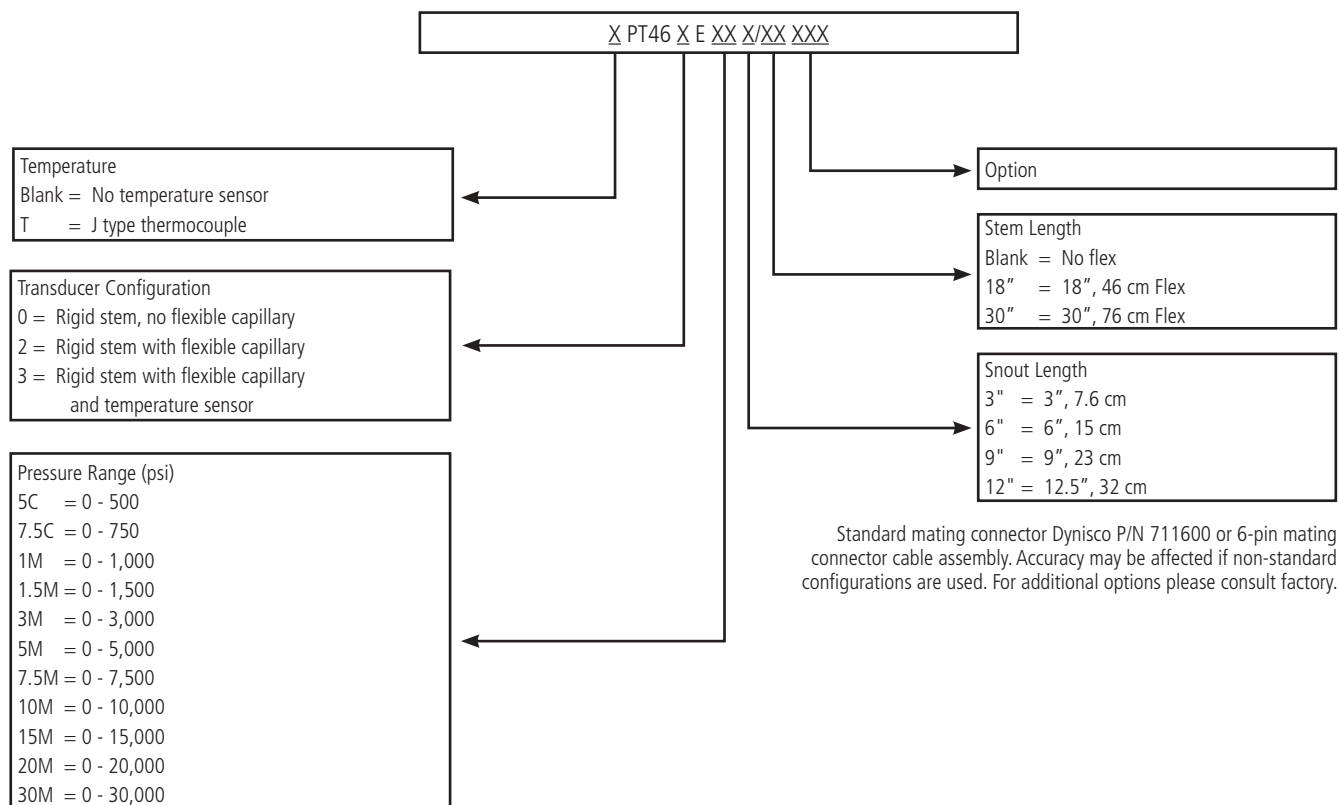 X PT46 X E XX X/XX XXX
Temperature
Blank = No temperature sensor
T = J type thermocouple
Transducer Configuration
0 = Rigid stem, no flexible capillary
2 = Rigid stem with flexible capillary
3 = Rigid stem with flexible capillary
and temperature sensor
Pressure Range (psi)
5C = 0 - 500
7.5C = 0 - 750
1M = 0 - 1,000
1.5M = 0 - 1,500
3M = 0 - 3,000
5M = 0 - 5,000
7.5M = 0 - 7,500
10M = 0 - 10,000
15M = 0 - 15,000
20M = 0 - 20,000
30M = 0 - 30,000
Option
Stem Length
Blank = No flex
18″ = 18″, 46 cm Flex
30″ = 30″, 76 cm Flex
Snout Length
3" = 3″, 7.6 cm
6" = 6″, 15 cm
9" = 9″, 23 cm
12" = 12.5″, 32 cm
Standard mating connector Dynisco P/N 711600 or 6-pin mating
connector cable assembly. Accuracy may be affected if non-standard
configurations are used. For additional options please consult factory.